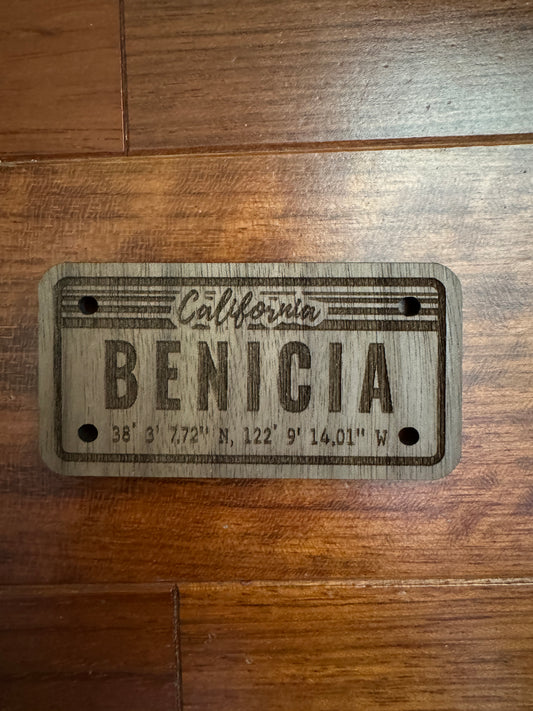 California
BENICIA
38' 3' 7.72" N, 122' 9' 14.01" W